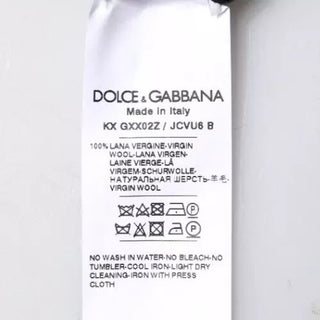 DOLCE & GABBANA
Made in Italy
KX GXX02Z / JCVU6 B
100% LANA VERGINE-VIRGIN
WOOL-LANA VIRGEN-
LAINE VIERGE-LÃ
VIRGEM-SCHURWOLLE-
НАТУРАЛЬНАЯ ШЕРСТЬ-羊毛-
VIRGIN WOOL
NO WASH IN WATER-NO BLEACH-NO
TUMBLER-COOL IRON-LIGHT DRY
CLEANING-IRON WITH PRESS
CLOTH